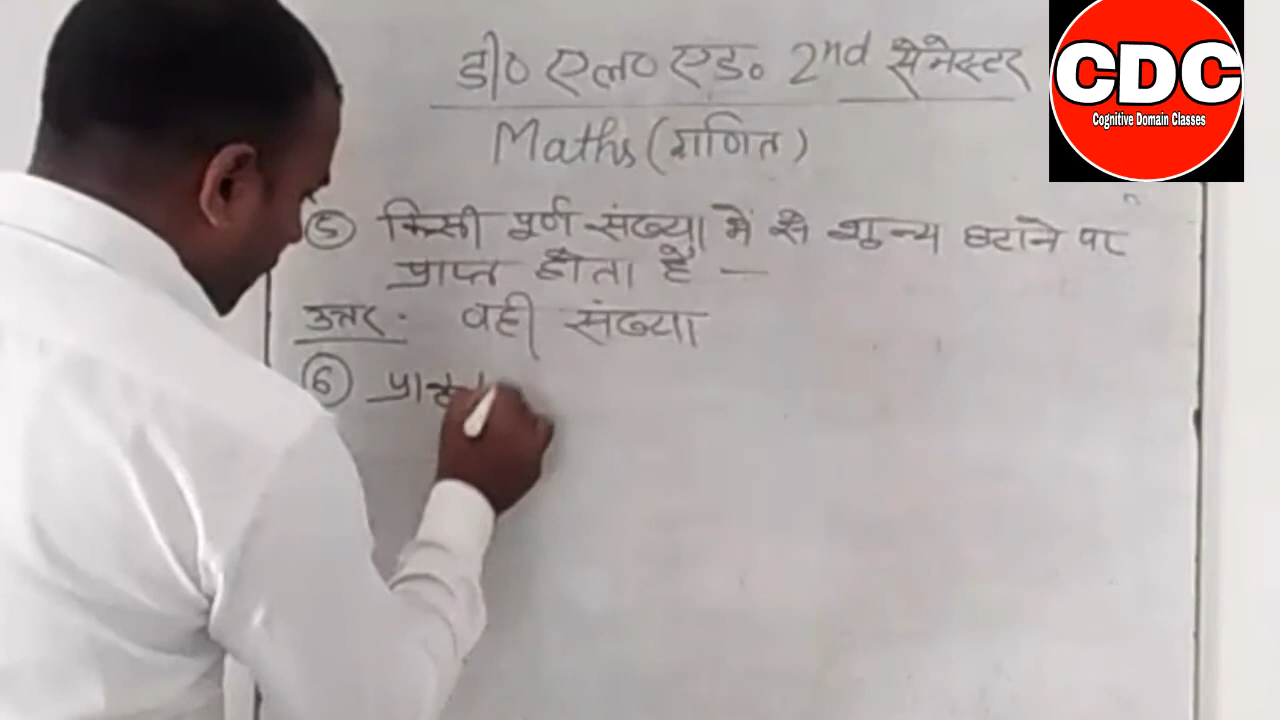 CDC
Cognitive Domain Classes
डी० एल० एड० 2nd सेमेस्टर
Maths (गणित)
⑤ किसी पूर्ण संख्या में से शून्य घटाने पर
प्राप्त होता है —
उत्तर. वही संख्या
⑥